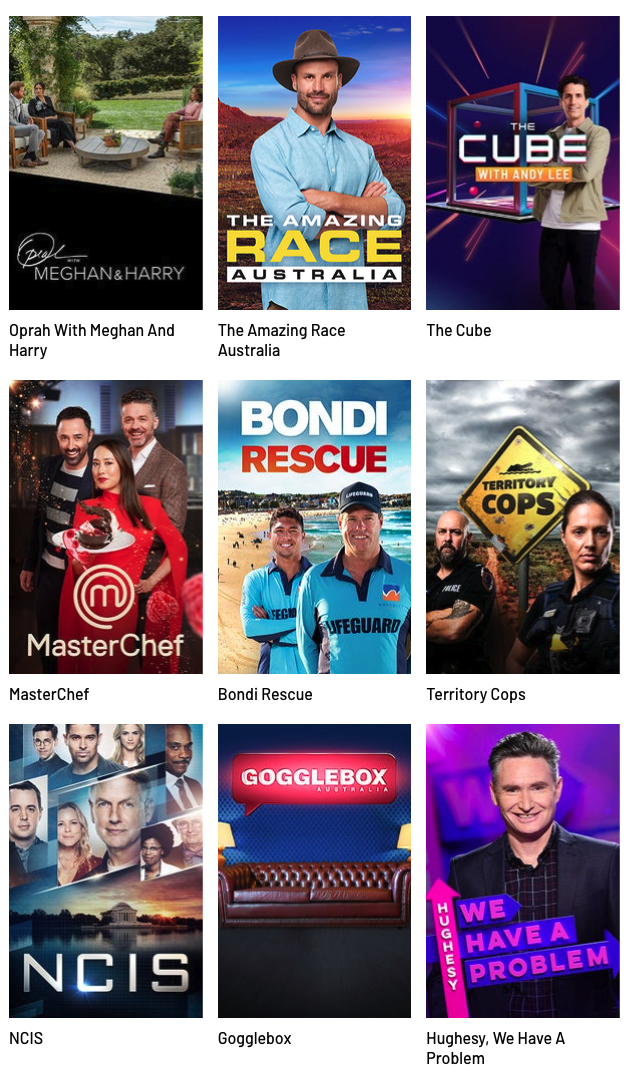 Oprah
WITH
MEGHAN & HARRY
Oprah With Meghan And
Harry
THE AMAZING
RACE
AUSTRALIA
The Amazing Race
Australia
THE
CUBE
WITH ANDY LEE
The Cube
m
MasterChef
MasterChef
BONDI
RESCUE
LIFEGUARD
LIFEGUARD
Bondi Rescue
TERRITORY
COPS
POLICE
Territory Cops
NCIS
NCIS
GOGGLEBOX
AUSTRALIA
Gogglebox
HUGHESY
WE
HAVE A
PROBLEM
Hughesy, We Have A
Problem